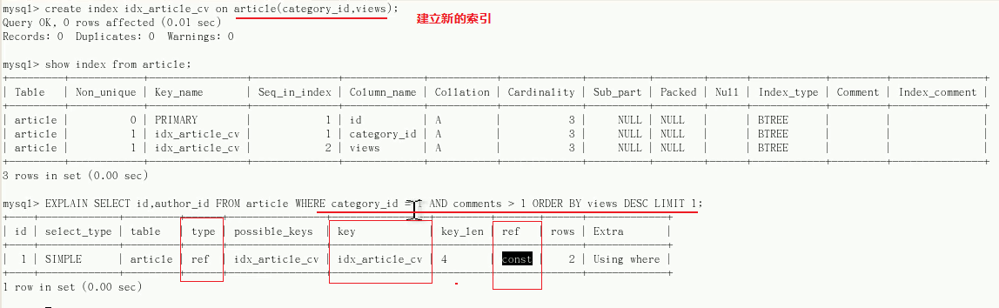 mysql> create index idx_article_cv on article(category_id,views); 建立新的索引
Query OK, 0 rows affected (0.01 sec)
Records: 0  Duplicates: 0  Warnings: 0
mysql> show index from article;
| Table   | Non_unique | Key_name       | Seq_in_index | Column_name | Collation | Cardinality | Sub_part | Packed | Null | Index_type | Comment | Index_comment |
| article |          0 | PRIMARY        |            1 | id          | A         |           3 |     NULL | NULL   |      | BTREE      |         |               |
| article |          1 | idx_article_cv |            1 | category_id | A         |           3 |     NULL | NULL   |      | BTREE      |         |               |
| article |          1 | idx_article_cv |            2 | views       | A         |           3 |     NULL | NULL   |      | BTREE      |         |               |
3 rows in set (0.00 sec)
mysql> EXPLAIN SELECT id,author_id FROM article WHERE category_id = 1 AND comments > 1 ORDER BY views DESC LIMIT 1;
| id | select_type | table   | type | possible_keys  | key            | key_len | ref   | rows | Extra       |
|  1 | SIMPLE      | article | ref  | idx_article_cv | idx_article_cv | 4       | const |    2 | Using where |
1 row in set (0.00 sec)